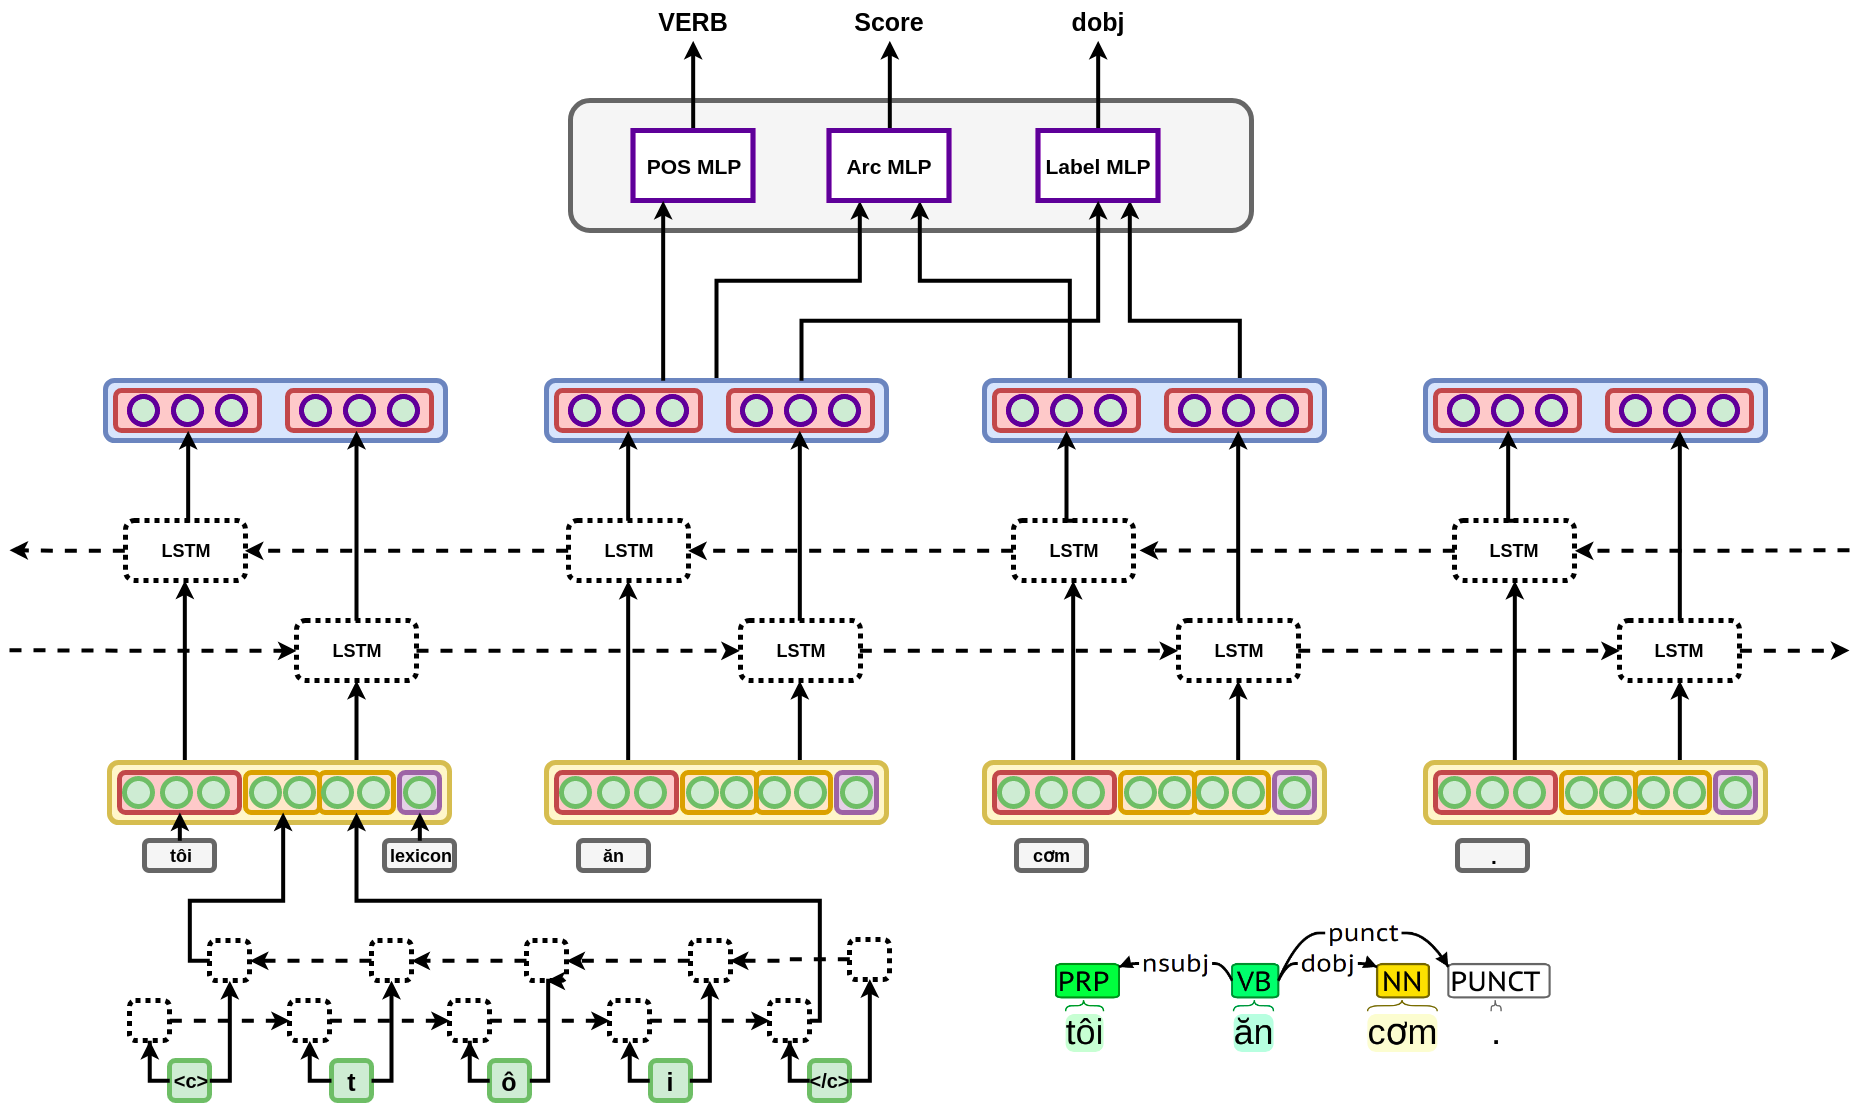 VERB Score dobj
POS MLP Arc MLP Label MLP
LSTM LSTM LSTM LSTM
LSTM LSTM LSTM LSTM
tôi lexicon ăn cơm .
punct
nsubj dobj
PRP VB NN PUNCT
tôi ăn cơm .
<c> t ô i </c>